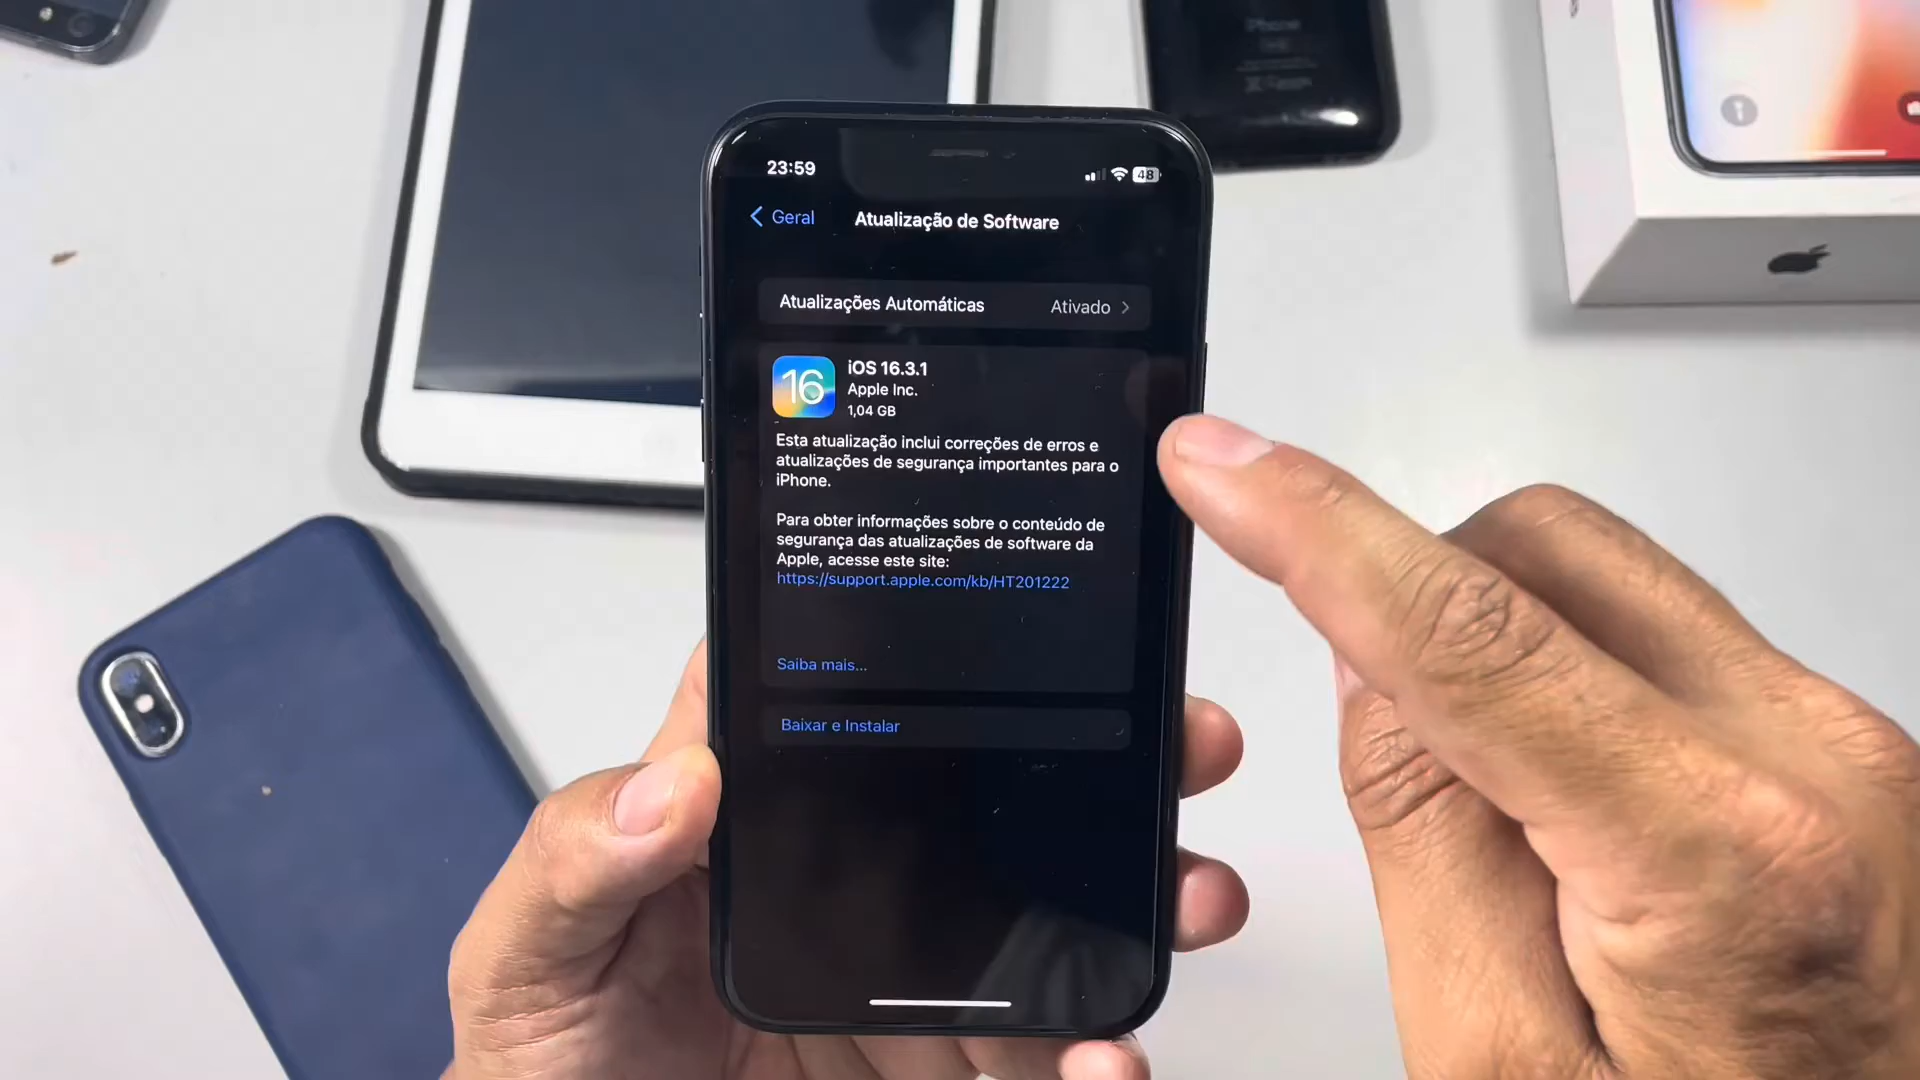 iPhone
23:59
48
Geral
Atualização de Software
Atualizações Automáticas
Ativado
16
iOS 16.3.1
Apple Inc.
1,04 GB
Esta atualização inclui correções de erros e
atualizações de segurança importantes para o
iPhone.
Para obter informações sobre o conteúdo de
segurança das atualizações de software da
Apple, acesse este site:
https://support.apple.com/kb/HT201222
Saiba mais...
Baixar e Instalar